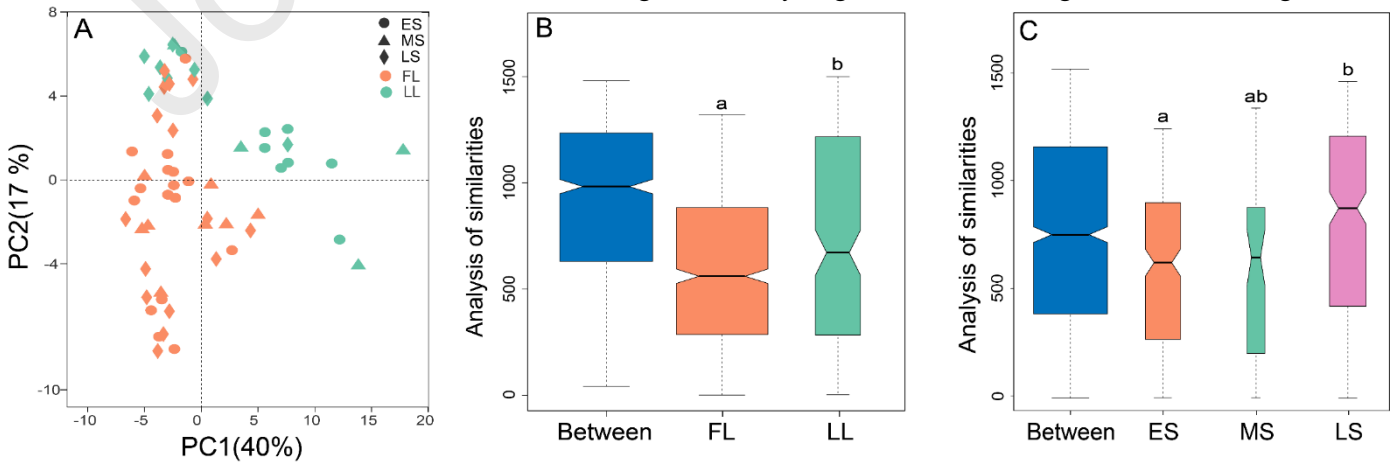 A
PC2(17 %)
8
4
0
-4
-10
-10
-5
0
5
10
15
20
PC1(40%)
ES
MS
LS
FL
LL
B
Analysis of similarities
1500
1000
500
0
a
b
Between
FL
LL
C
Analysis of similarities
1500
1000
500
0
a
ab
b
Between
ES
MS
LS